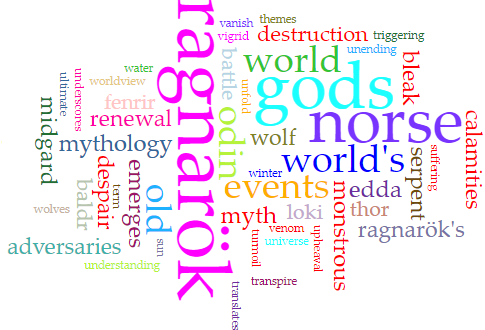 ragnarök
vanish
themes
vigrid
destruction
triggering
battle
world
unending
bleak
water
worldview
ultimate
underscores
fenrir
renewal
unfold
gods
norse
calamities
midgard
mythology
odin
wolf
world's
serpent
suffering
despair
term
emerges
baldr
wolves
old
sun
winter
events
edda
monstrous
myth
loki
thor
ragnarök's
adversaries
understanding
turmoil
venom
universe
upheaval
transpire
translates